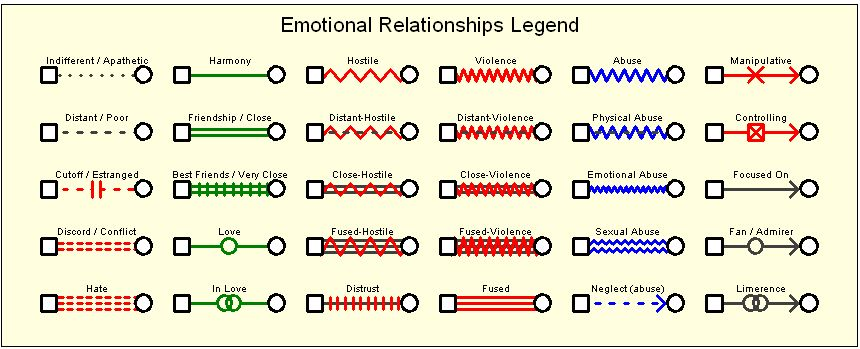 Emotional Relationships Legend
Indifferent / Apathetic
Harmony
Hostile
Violence
Abuse
Manipulative
Distant / Poor
Friendship / Close
Distant-Hostile
Distant-Violence
Physical Abuse
Controlling
Cutoff / Estranged
Best Friends / Very Close
Close-Hostile
Close-Violence
Emotional Abuse
Focused On
Discord / Conflict
Love
Fused-Hostile
Fused-Violence
Sexual Abuse
Fan / Admirer
Hate
In Love
Distrust
Fused
Neglect (abuse)
Limerence